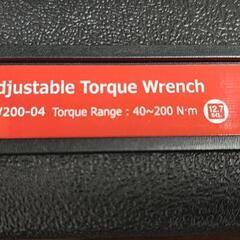 djustable Torque Wrench
200-04 Torque Range : 40~200 N·m
12.7
SQ.